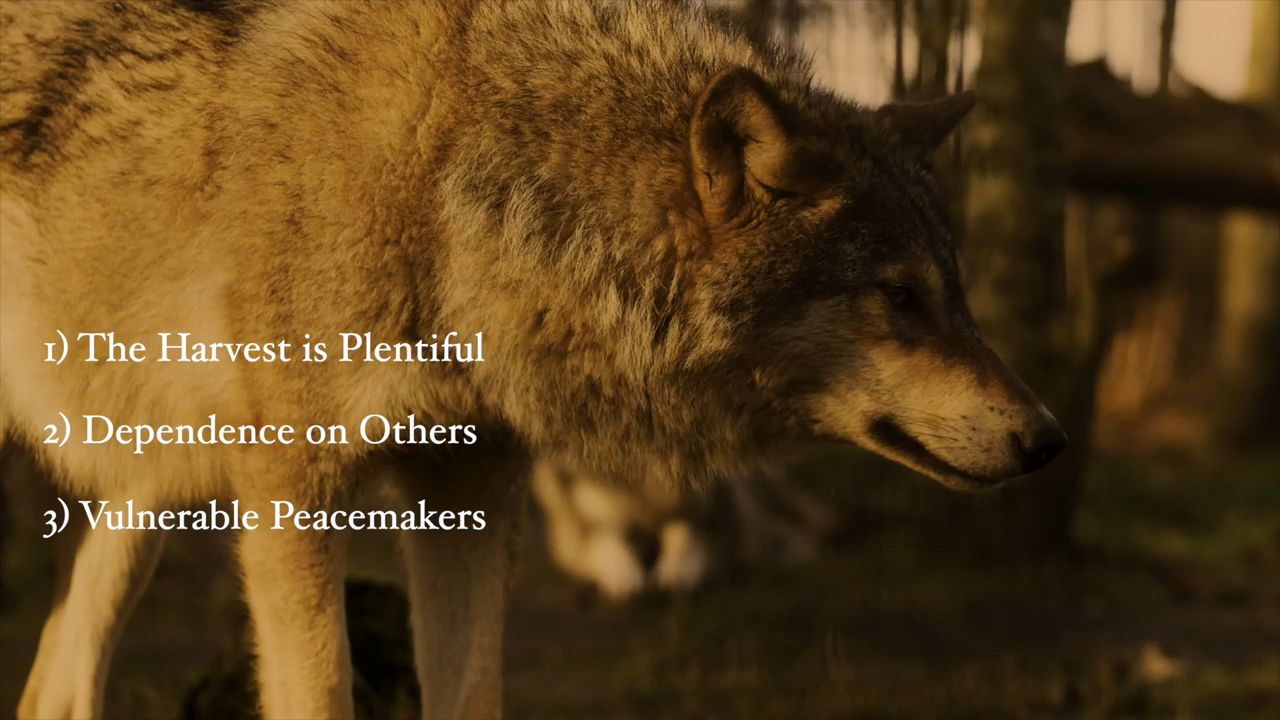 1) The Harvest is Plentiful
2) Dependence on Others
3) Vulnerable Peacemakers